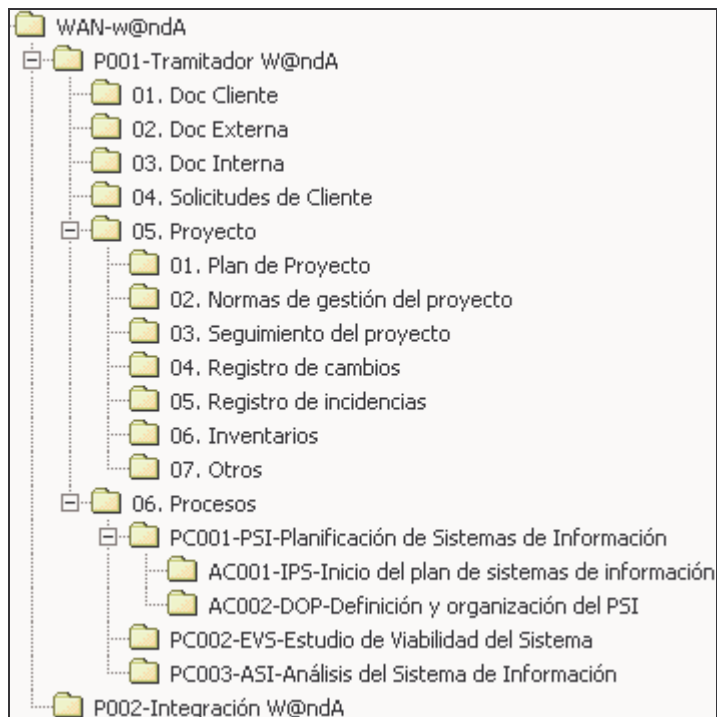 WAN-w@ndA
P001-Tramitador W@ndA
01. Doc Cliente
02. Doc Externa
03. Doc Interna
04. Solicitudes de Cliente
05. Proyecto
01. Plan de Proyecto
02. Normas de gestión del proyecto
03. Seguimiento del proyecto
04. Registro de cambios
05. Registro de incidencias
06. Inventarios
07. Otros
06. Procesos
PC001-PSI-Planificación de Sistemas de Información
AC001-IPS-Inicio del plan de sistemas de información
AC002-DOP-Definición y organización del PSI
PC002-EVS-Estudio de Viabilidad del Sistema
PC003-ASI-Análisis del Sistema de Información
P002-Integración W@ndA